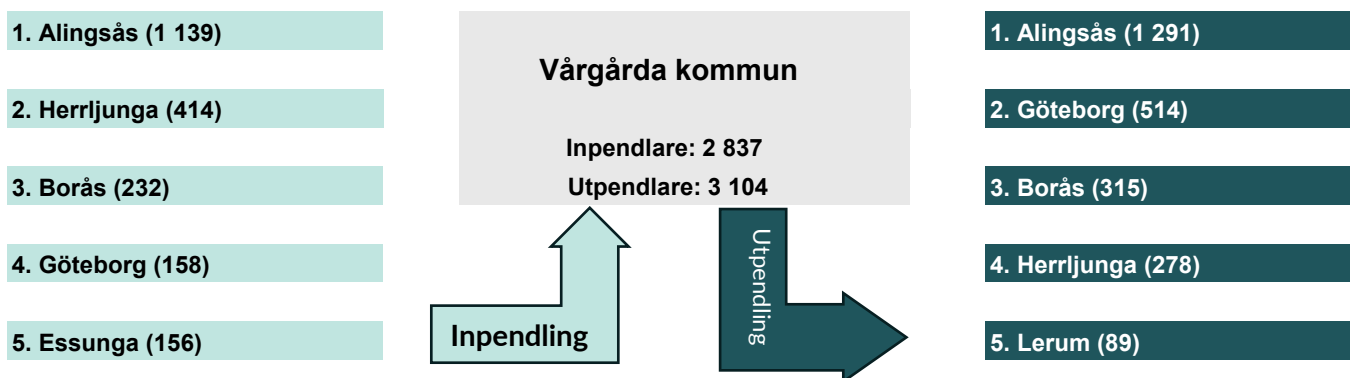 1. Alingsås (1 139)
2. Herrljunga (414)
3. Borås (232)
4. Göteborg (158)
5. Essunga (156)
Vårgårda kommun
Inpendlare: 2 837
Utpendlare: 3 104
Inpendling
Utpendling
1. Alingsås (1 291)
2. Göteborg (514)
3. Borås (315)
4. Herrljunga (278)
5. Lerum (89)